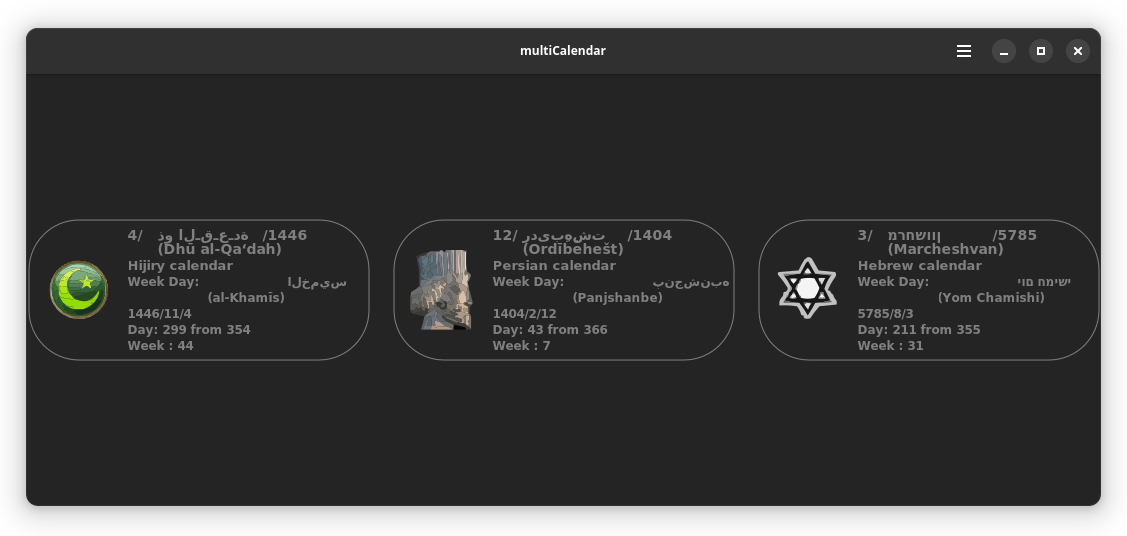 multiCalendar
4/ ذو الـقـعـدة /1446
(Dhū al-Qaʻdah)
Hijiry calendar
Week Day: الخميس
(al-Khamīs)
1446/11/4
Day: 299 from 354
Week : 44
12/ ردیبهشت /1404
(Ordībehešt)
Persian calendar
Week Day: پنجشنبه
(Panjshanbe)
1404/2/12
Day: 43 from 366
Week : 7
3/ מרחשוון /5785
(Marcheshvan)
Hebrew calendar
Week Day: יום חמישי
(Yom Chamishi)
5785/8/3
Day: 211 from 355
Week : 31